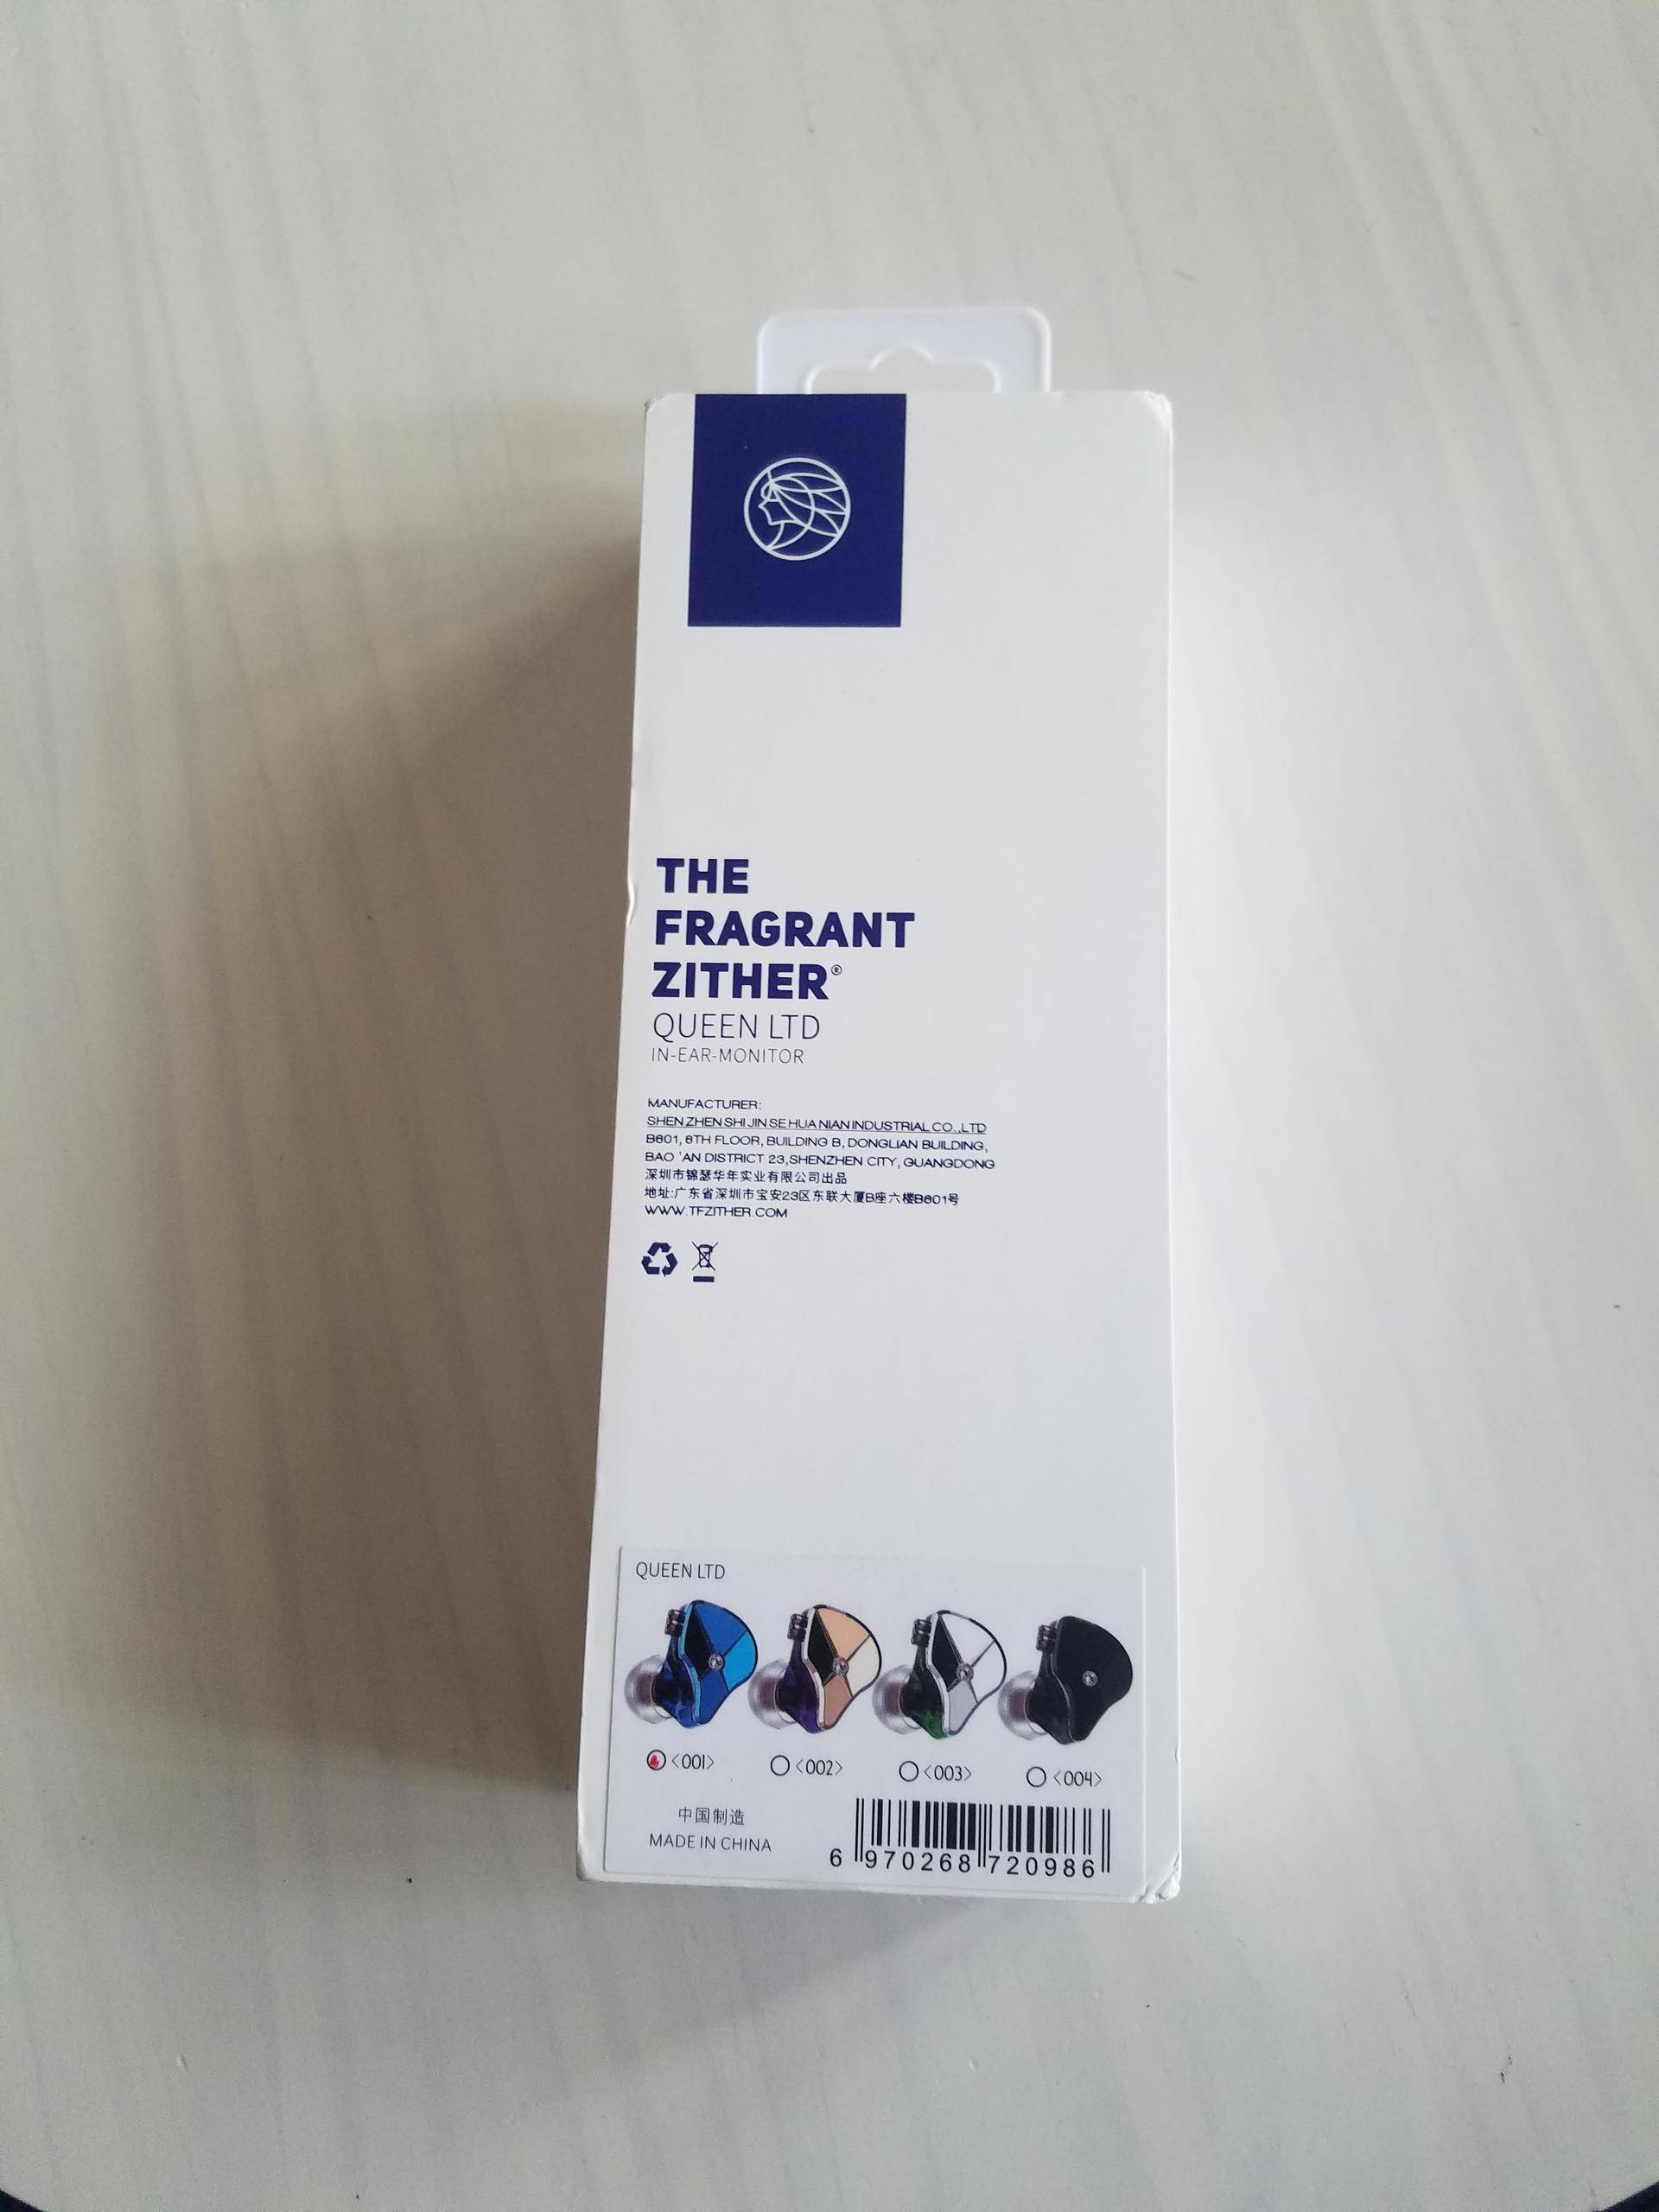 THE
FRAGRANT
ZITHER®
QUEEN LTD
IN-EAR-MONITOR
MANUFACTURER:
SHEN ZHEN SHI JIN SE HUA NIAN INDUSTRIAL CO.,LTD
B601, 6TH FLOOR, BUILDING B, DONGLIAN BUILDING,
BAO 'AN DISTRICT 23,SHENZHEN CITY, GUANGDONG
深圳市锦瑟华年实业有限公司出品
地址:广东省深圳市宝安23区东联大厦B座六楼B601号
WWW.TFZITHER.COM
QUEEN LTD
<001> <002> <003> <004>
中国制造
MADE IN CHINA
6 970268 720986